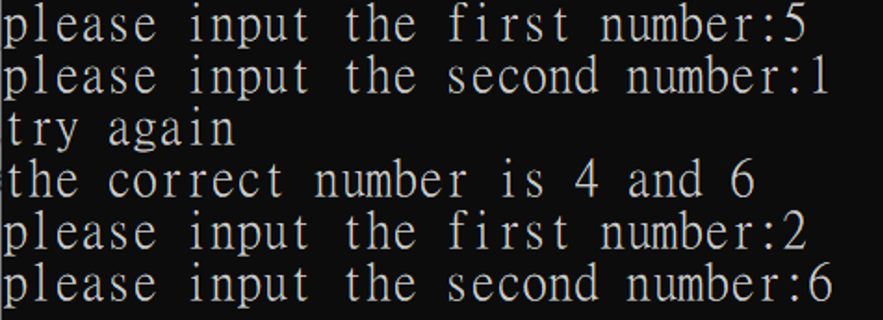 please input the first number:5
please input the second number:1
try again
the correct number is 4 and 6
please input the first number:2
please input the second number:6